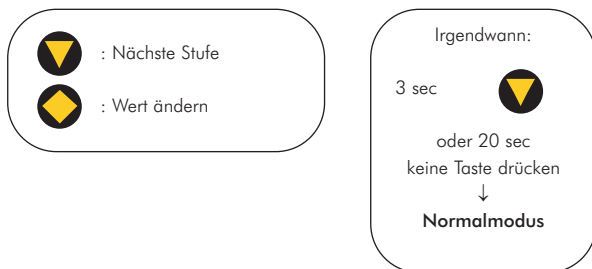 : Nächste Stufe
: Wert ändern
Irgendwann:
3 sec
oder 20 sec
keine Taste drücken
↓
Normalmodus